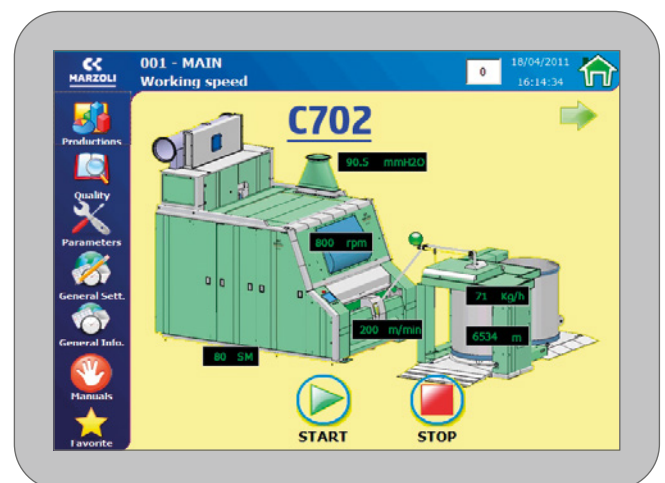 MARZOLI
001 - MAIN
Working speed
0
18/04/2011
16:14:34
Productions
Quality
Parameters
General Sett.
General Info.
Manuals
Favorite
C702
90.5 mmH2O
800 rpm
71 Kg/h
200 m/min
6534 m
80 SM
START
STOP